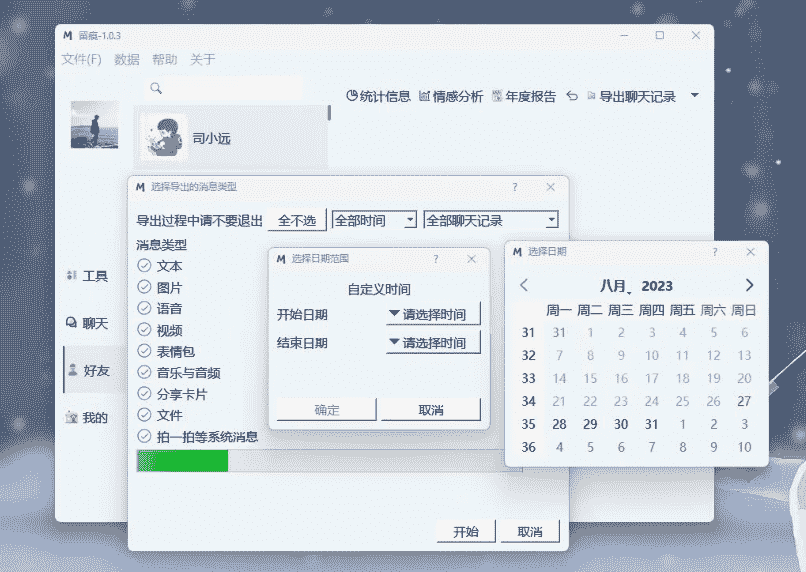 留痕-1.0.3
文件(F) 数据 帮助 关于
统计信息 情感分析 年度报告 导出聊天记录
司小远
工具
聊天
好友
我的
选择导出的消息类型 ?
导出过程中请不要退出 全不选 全部时间 全部聊天记录
消息类型
文本
图片
语音
视频
表情包
音乐与音频
分享卡片
文件
拍一拍等系统消息
开始 取消
选择日期范围 ?
自定义时间
开始日期 请选择时间
结束日期 请选择时间
确定 取消
选择日期 ?
八月, 2023
周一 周二 周三 周四 周五 周六 周日
31 31 1 2 3 4 5 6
32 7 8 9 10 11 12 13
33 14 15 16 17 18 19 20
34 21 22 23 24 25 26 27
35 28 29 30 31 1 2 3
36 4 5 6 7 8 9 10